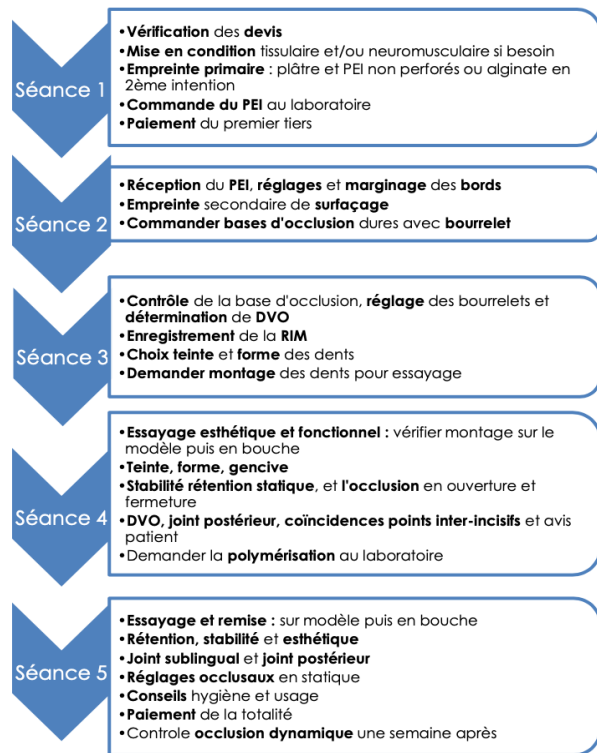 Séance 1
•Vérification des devis
•Mise en condition tissulaire et/ou neuromusculaire si besoin
•Empreinte primaire : plâtre et PEI non perforés ou alginate en
2ème intention
•Commande du PEI au laboratoire
•Paiement du premier tiers
Séance 2
•Réception du PEI, réglages et marginage des bords
•Empreinte secondaire de surfaçage
•Commander bases d'occlusion dures avec bourrelet
Séance 3
•Contrôle de la base d'occlusion, réglage des bourrelets et
détermination de DVO
•Enregistrement de la RIM
•Choix teinte et forme des dents
•Demander montage des dents pour essayage
Séance 4
•Essayage esthétique et fonctionnel : vérifier montage sur le
modèle puis en bouche
•Teinte, forme, gencive
•Stabilité rétention statique, et l'occlusion en ouverture et
fermeture
•DVO, joint postérieur, coïncidences points inter-incisifs et avis
patient
•Demander la polymérisation au laboratoire
Séance 5
•Essayage et remise : sur modèle puis en bouche
•Rétention, stabilité et esthétique
•Joint sublingual et joint postérieur
•Réglages occlusaux en statique
•Conseils hygiène et usage
•Paiement de la totalité
•Controle occlusion dynamique une semaine après